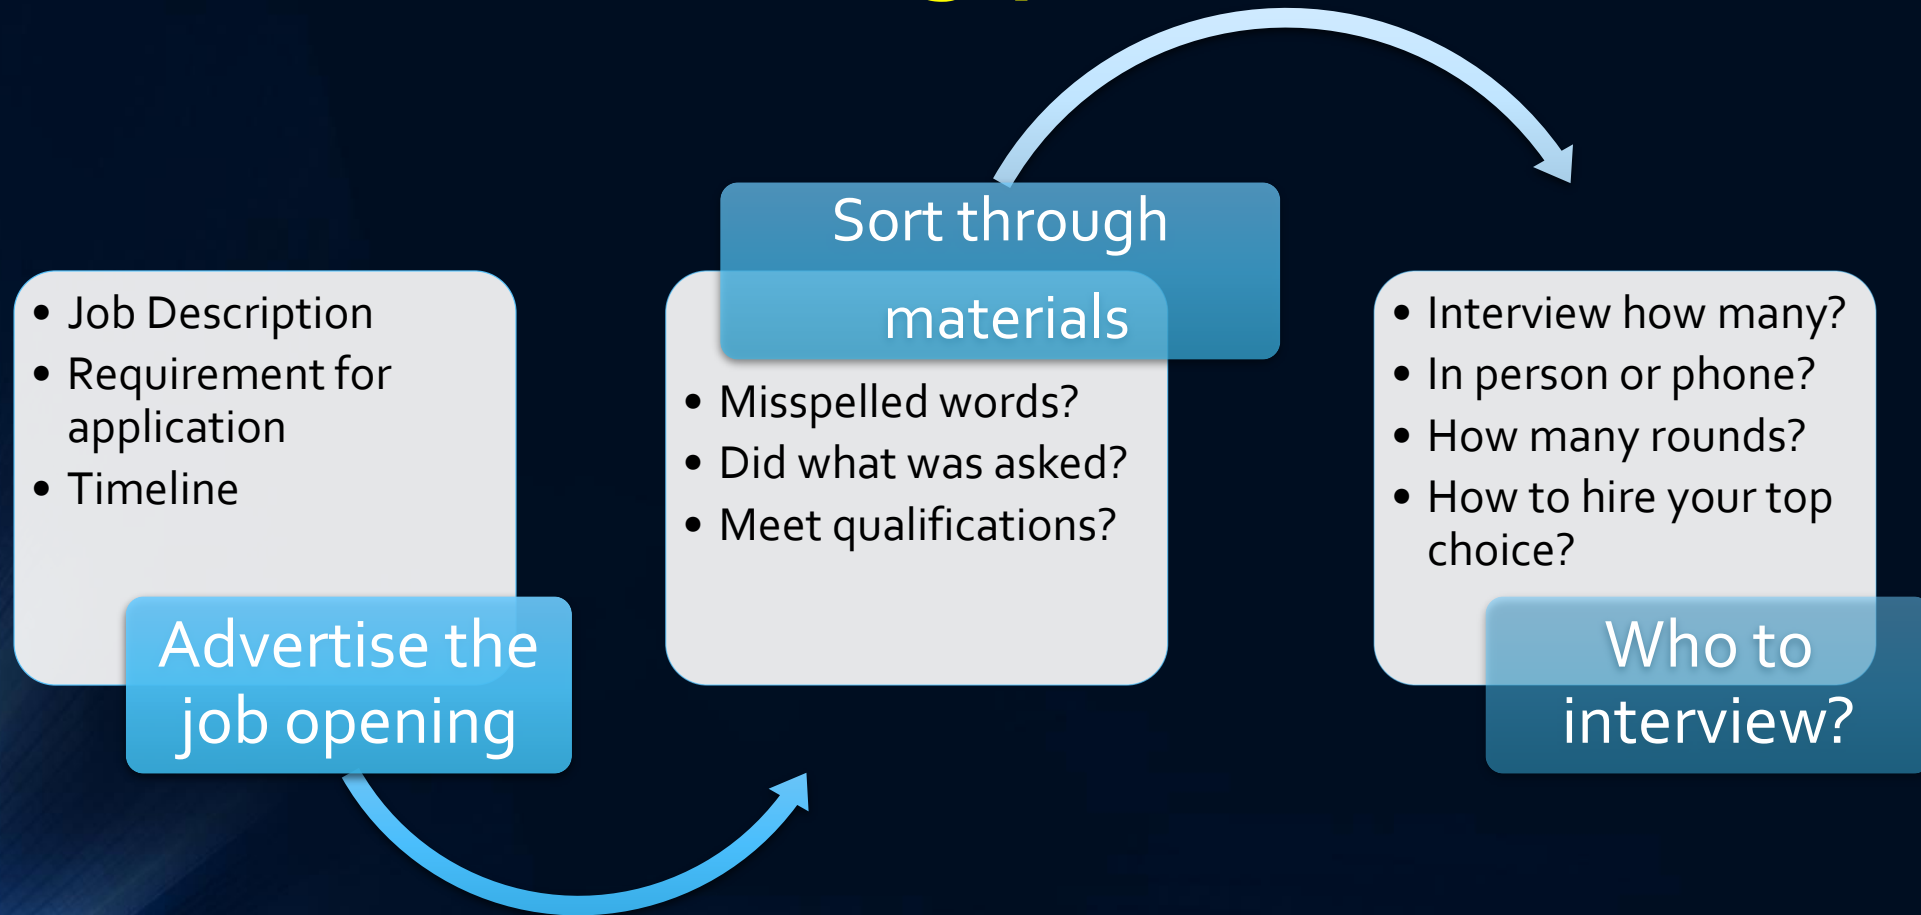 • Job Description
• Requirement for
application
• Timeline
Advertise the
job opening
Sort through
materials
• Misspelled words?
• Did what was asked?
• Meet qualifications?
• Interview how many?
• In person or phone?
• How many rounds?
• How to hire your top
choice?
Who to
interview?